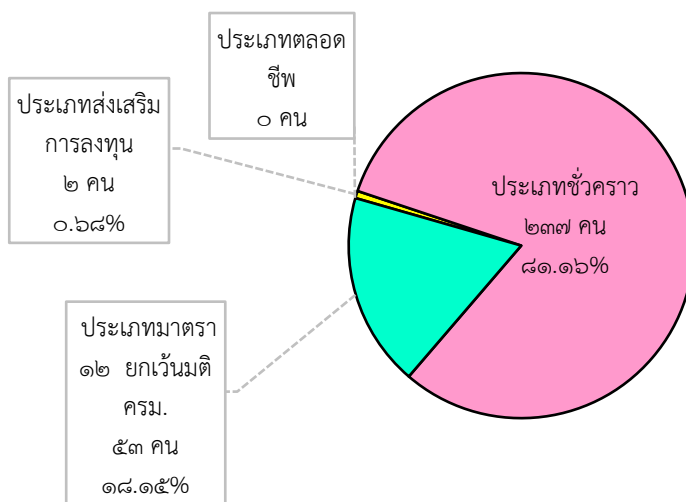 ประเภทตลอด
ชีพ
๐ คน
ประเภทส่งเสริม
การลงทุน
๒ คน
๐.๖๘%
ประเภทชั่วคราว
๒๓๗ คน
๘๑.๑๖%
ประเภทมาตรา
๑๒ ยกเว้นมติ
ครม.
๕๓ คน
๑๘.๑๕%